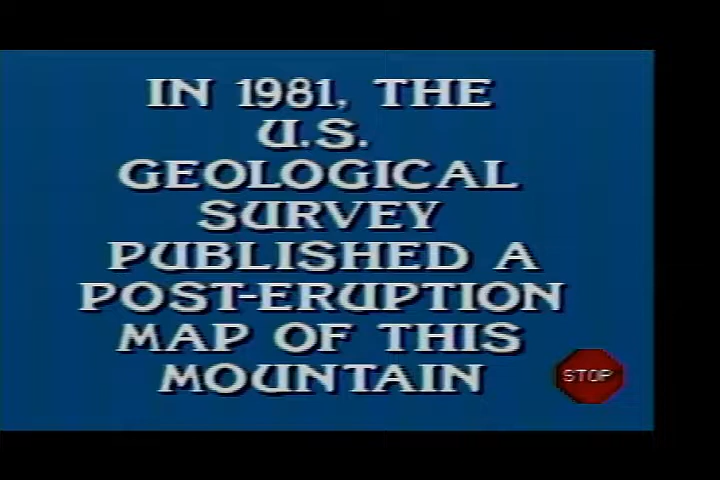 IN 1981, THE
U.S.
GEOLOGICAL
SURVEY
PUBLISHED A
POST-ERUPTION
MAP OF THIS
MOUNTAIN
STOP